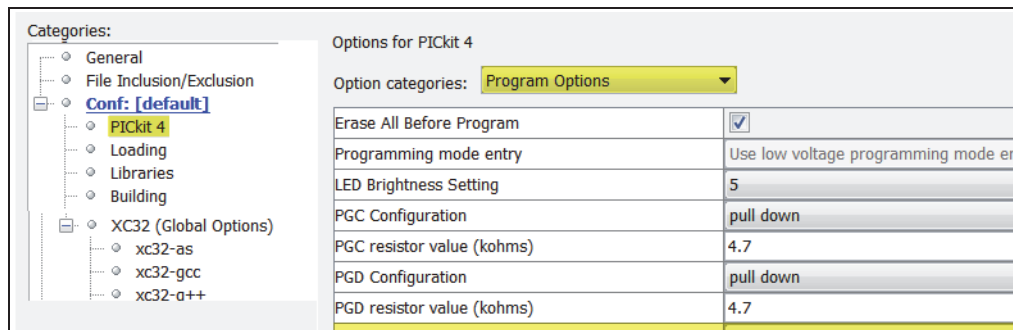 Categories:
General
File Inclusion/Exclusion
Conf: [default]
PICkit 4
Loading
Libraries
Building
XC32 (Global Options)
xc32-as
xc32-gcc
xc32-g++
Options for PICkit 4
Option categories: Program Options
Erase All Before Program
Programming mode entry Use low voltage programming mode
LED Brightness Setting 5
PGC Configuration pull down
PGC resistor value (kohms) 4.7
PGD Configuration pull down
PGD resistor value (kohms) 4.7